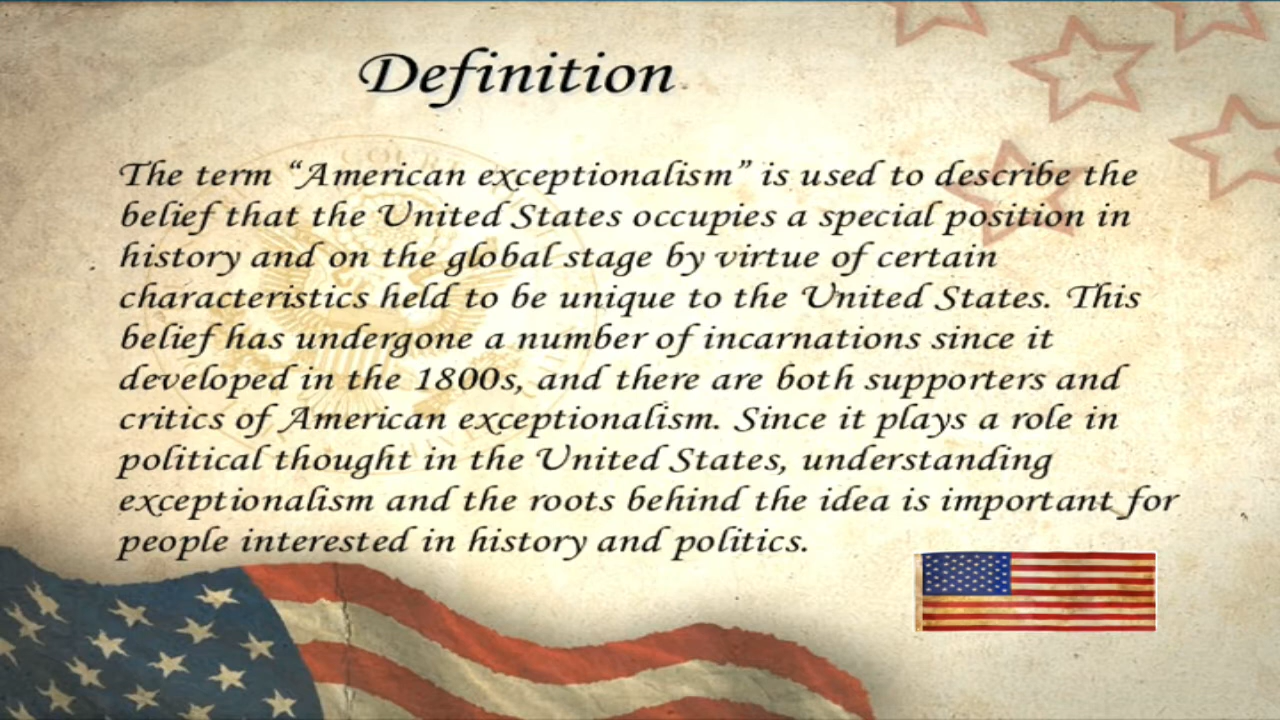 Definition
The term “American exceptionalism” is used to describe the
belief that the United States occupies a special position in
history and on the global stage by virtue of certain
characteristics held to be unique to the United States. This
belief has undergone a number of incarnations since it
developed in the 1800s, and there are both supporters and
critics of American exceptionalism. Since it plays a role in
political thought in the United States, understanding
exceptionalism and the roots behind the idea is important for
people interested in history and politics.